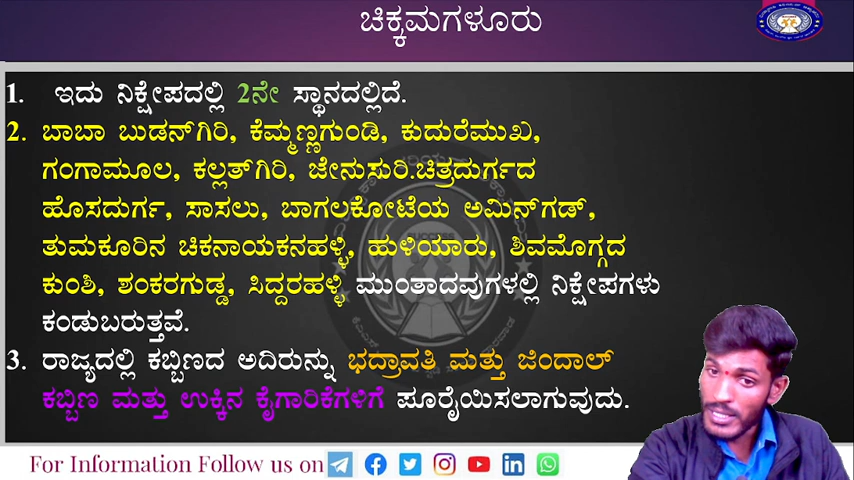 ಚಿಕ್ಕಮಗಳೂರು
1. ಇದು ನಿಕ್ಷೇಪದಲ್ಲಿ 2ನೇ ಸ್ಥಾನದಲ್ಲಿದೆ.
2. ಬಾಬಾ ಬುಡನ್‌ಗಿರಿ, ಕೆಮ್ಮಣ್ಣಗುಂಡಿ, ಕುದುರೆಮುಖ,
ಗಂಗಾಮೂಲ, ಕಲ್ಲತ್‌ಗಿರಿ, ಜೇನುಸುರಿ.ಚಿತ್ರದುರ್ಗದ
ಹೊಸದುರ್ಗ, ಸಾಸಲು, ಬಾಗಲಕೋಟೆಯ ಅಮಿನ್‌ಗಡ್,
ತುಮಕೂರಿನ ಚಿಕನಾಯಕನಹಳ್ಳಿ, ಹುಳಿಯಾರು, ಶಿವಮೊಗ್ಗದ
ಕುಂಶಿ, ಶಂಕರಗುಡ್ಡ, ಸಿದ್ದರಹಳ್ಳಿ ಮುಂತಾದವುಗಳಲ್ಲಿ ನಿಕ್ಷೇಪಗಳು
ಕಂಡುಬರುತ್ತವೆ.
3. ರಾಜ್ಯದಲ್ಲಿ ಕಬ್ಬಿಣದ ಅದಿರುನ್ನು ಭದ್ರಾವತಿ ಮತ್ತು ಜಿಂದಾಲ್
ಕಬ್ಬಿಣ ಮತ್ತು ಉಕ್ಕಿನ ಕೈಗಾರಿಕೆಗಳಿಗೆ ಪೂರೈಯಿಸಲಾಗುವುದು.
For Information Follow us on